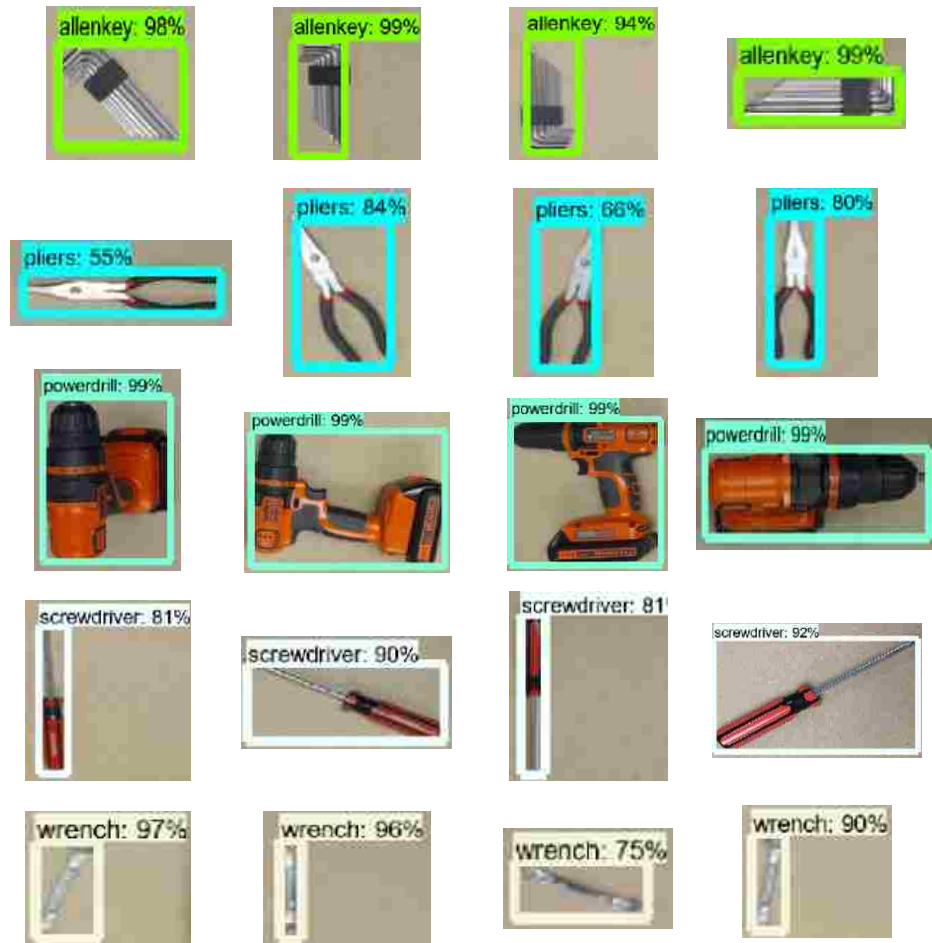 allenkey: 98%
allenkey: 99%
allenkey: 94%
allenkey: 99%
pliers: 55%
pliers: 84%
pliers: 66%
pliers: 80%
powerdrill: 99%
powerdrill: 99%
powerdrill: 99%
powerdrill: 99%
screwdriver: 81%
screwdriver: 90%
screwdriver: 81
screwdriver: 92%
wrench: 97%
wrench: 96%
wrench: 75%
wrench: 90%